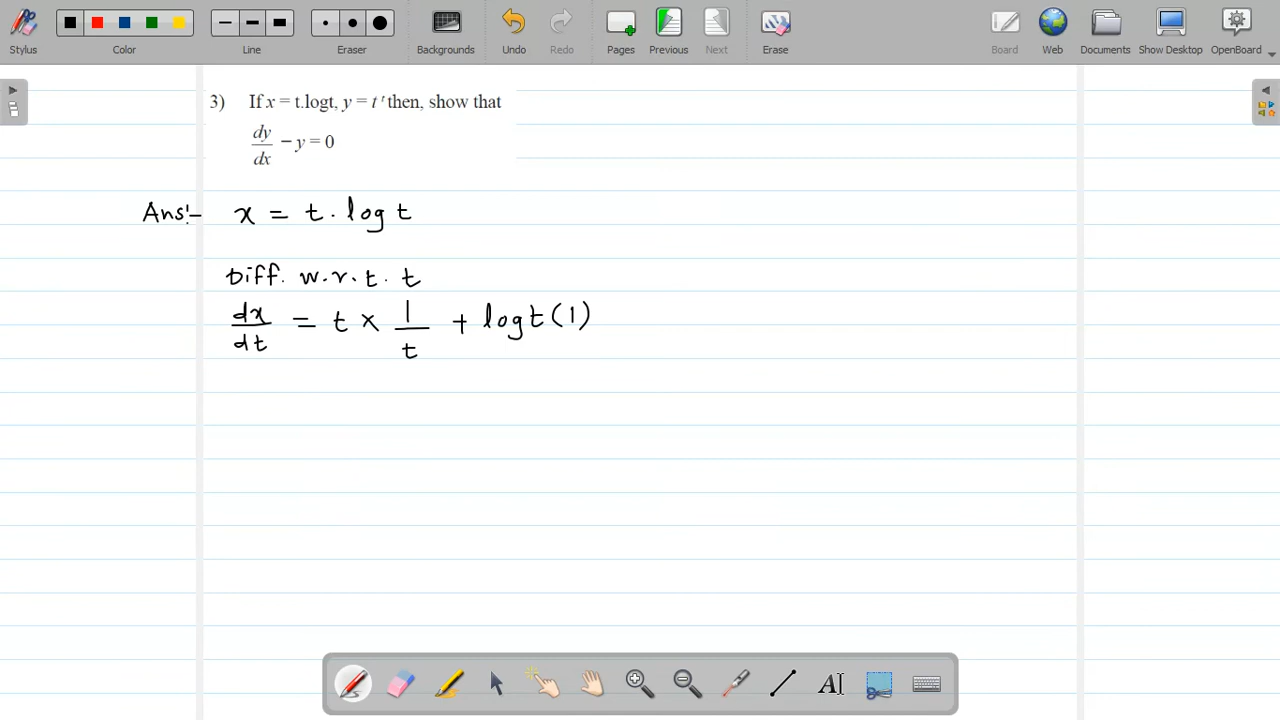 Stylus Color Line Eraser Backgrounds Undo Redo Pages Previous Next Erase Board Web Documents Show Desktop OpenBoard
3) If x = t.logt, y = t^t then, show that
dy/dx − y = 0
Ans:- x = t . log t
Diff. w.r.t. t
dx/dt = t × 1/t + log t (1)